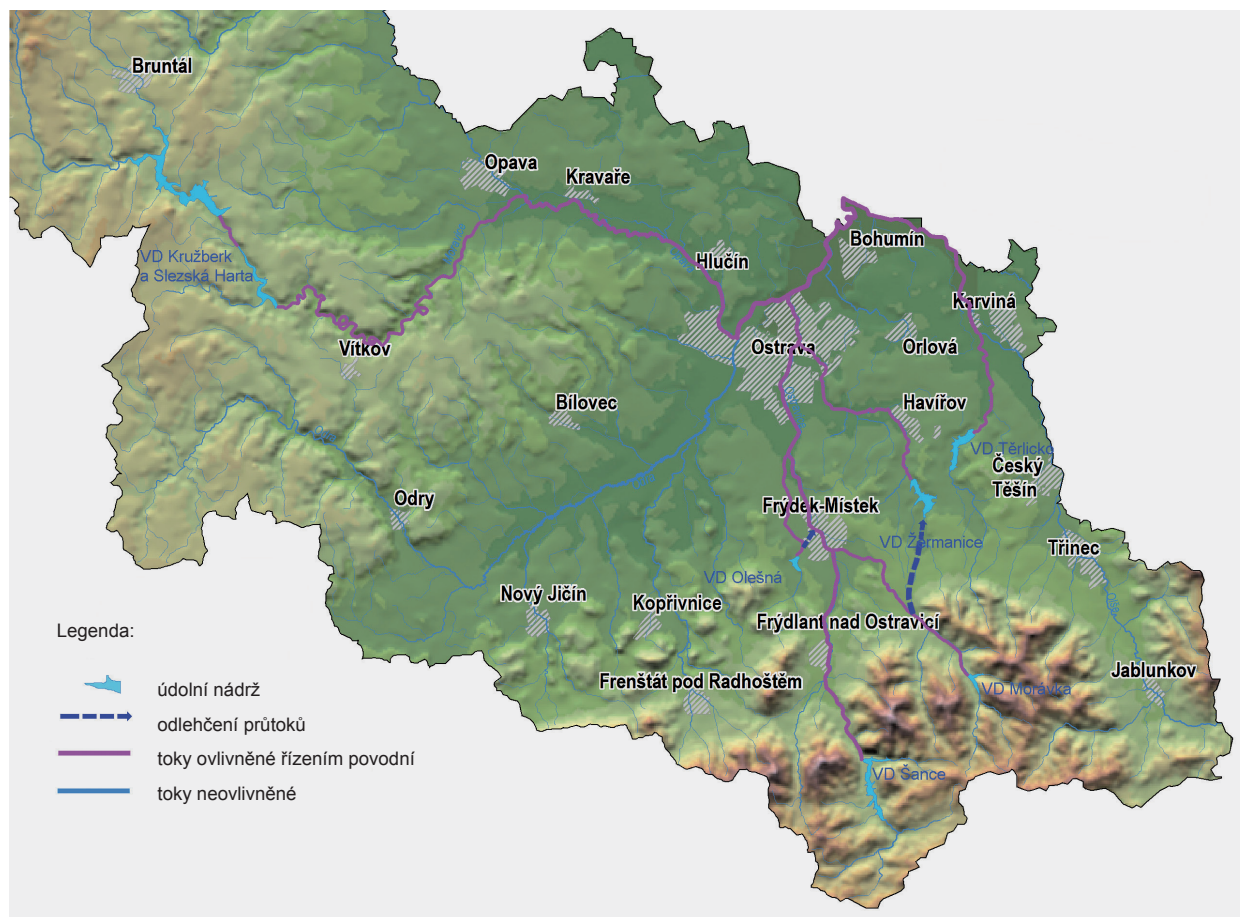 Bruntál
Opava
Kravaře
Hlučín
Bohumín
VD Kružberk
a Slezská Harta
Karviná
Vítkov
Ostrava
Orlová
Bílovec
Havířov
VD Těrlicko
Český
Těšín
Odry
Odra
Frýdek-Místek
VD Žermanice
Třinec
VD Olešná
Nový Jičín
Kopřivnice
Frýdlant nad Ostravicí
Legenda:
Frenštát pod Radhoštěm
VD Morávka
Jablunkov
údolní nádrž
odlehčení průtoků
toky ovlivněné řízením povodní
VD Šance
toky neovlivněné